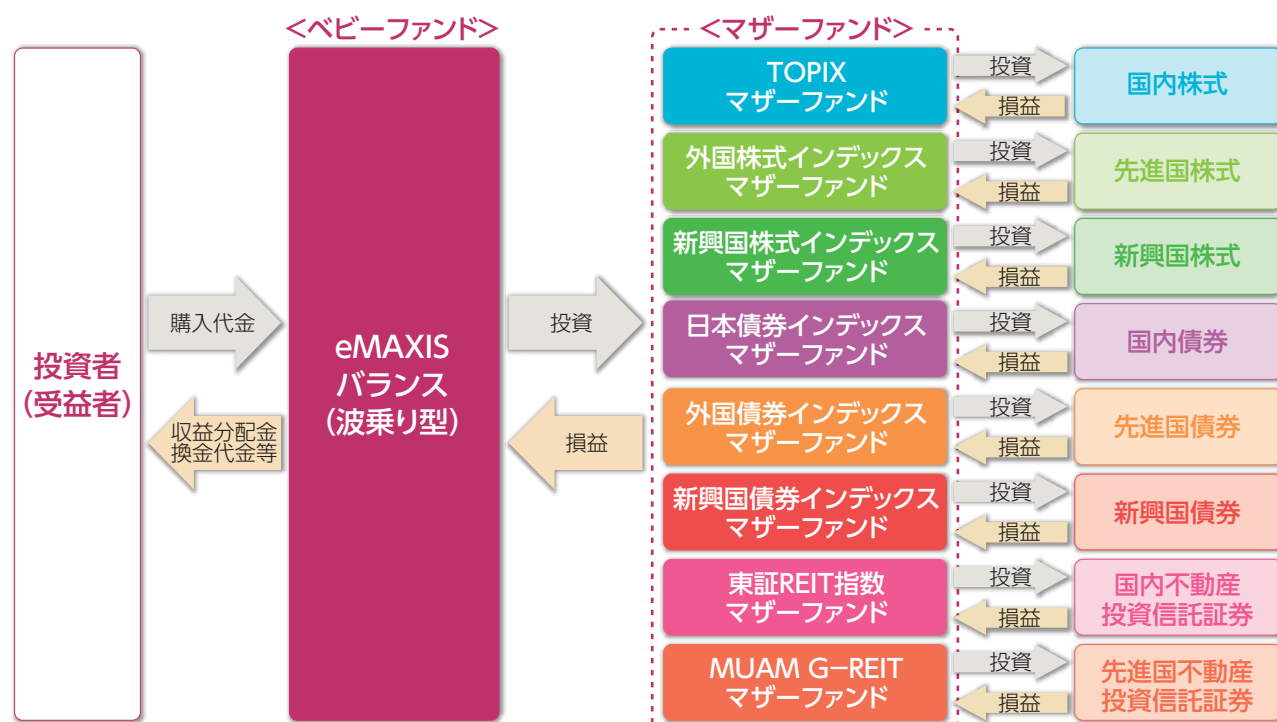 <ベビーファンド>
<マザーファンド>
投資者
(受益者)
購入代金
収益分配金
換金代金等
eMAXIS
バランス
(波乗り型)
投資
損益
TOPIX
マザーファンド
投資
損益
国内株式
外国株式インデックス
マザーファンド
投資
損益
先進国株式
新興国株式インデックス
マザーファンド
投資
損益
新興国株式
日本債券インデックス
マザーファンド
投資
損益
国内債券
外国債券インデックス
マザーファンド
投資
損益
先進国債券
新興国債券インデックス
マザーファンド
投資
損益
新興国債券
東証REIT指数
マザーファンド
投資
損益
国内不動産
投資信託証券
MUAM G−REIT
マザーファンド
投資
損益
先進国不動産
投資信託証券